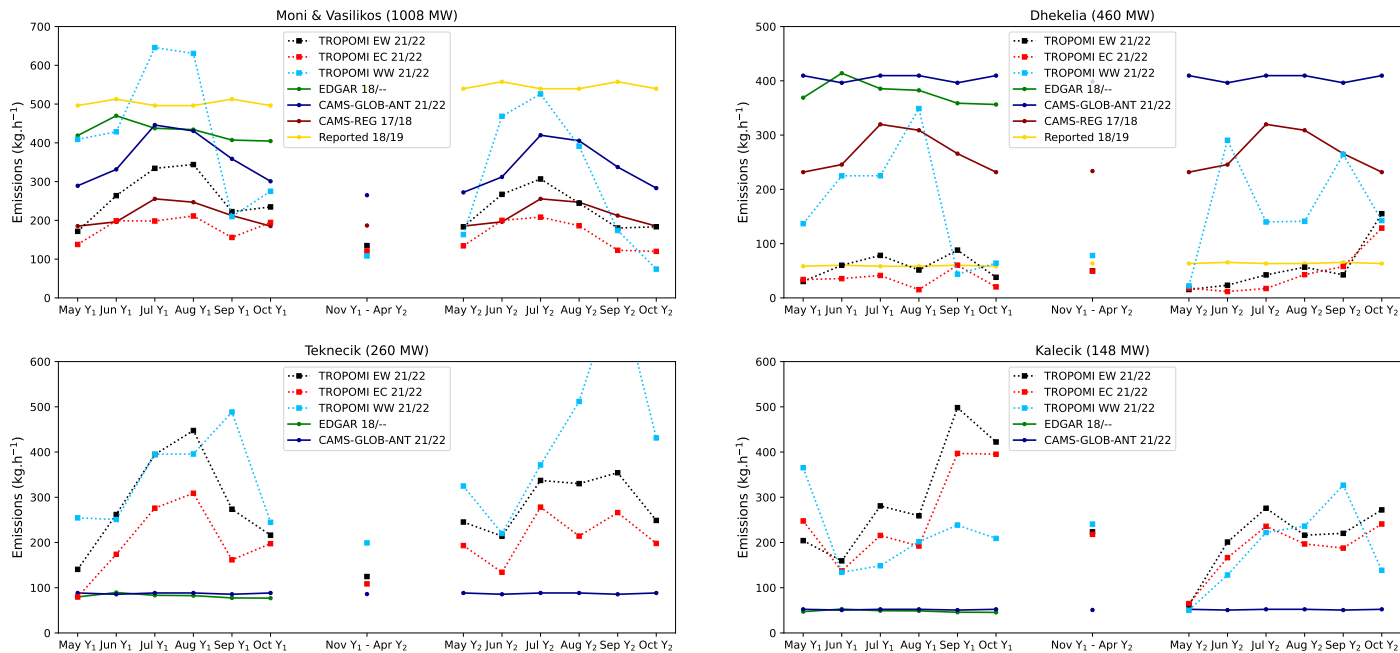 Moni & Vasilikos (1008 MW)
Emissions (kg.h⁻¹)
700
600
500
400
300
200
100
0
TROPOMI EW 21/22
TROPOMI EC 21/22
TROPOMI WW 21/22
EDGAR 18/--
CAMS-GLOB-ANT 21/22
CAMS-REG 17/18
Reported 18/19
May Y₁ Jun Y₁ Jul Y₁ Aug Y₁ Sep Y₁ Oct Y₁ Nov Y₁ - Apr Y₂ May Y₂ Jun Y₂ Jul Y₂ Aug Y₂ Sep Y₂ Oct Y₂
Dhekelia (460 MW)
Emissions (kg.h⁻¹)
500
400
300
200
100
0
TROPOMI EW 21/22
TROPOMI EC 21/22
TROPOMI WW 21/22
EDGAR 18/--
CAMS-GLOB-ANT 21/22
CAMS-REG 17/18
Reported 18/19
May Y₁ Jun Y₁ Jul Y₁ Aug Y₁ Sep Y₁ Oct Y₁ Nov Y₁ - Apr Y₂ May Y₂ Jun Y₂ Jul Y₂ Aug Y₂ Sep Y₂ Oct Y₂
Teknecik (260 MW)
Emissions (kg.h⁻¹)
600
500
400
300
200
100
0
TROPOMI EW 21/22
TROPOMI EC 21/22
TROPOMI WW 21/22
EDGAR 18/--
CAMS-GLOB-ANT 21/22
May Y₁ Jun Y₁ Jul Y₁ Aug Y₁ Sep Y₁ Oct Y₁ Nov Y₁ - Apr Y₂ May Y₂ Jun Y₂ Jul Y₂ Aug Y₂ Sep Y₂ Oct Y₂
Kalecik (148 MW)
Emissions (kg.h⁻¹)
600
500
400
300
200
100
0
TROPOMI EW 21/22
TROPOMI EC 21/22
TROPOMI WW 21/22
EDGAR 18/--
CAMS-GLOB-ANT 21/22
May Y₁ Jun Y₁ Jul Y₁ Aug Y₁ Sep Y₁ Oct Y₁ Nov Y₁ - Apr Y₂ May Y₂ Jun Y₂ Jul Y₂ Aug Y₂ Sep Y₂ Oct Y₂